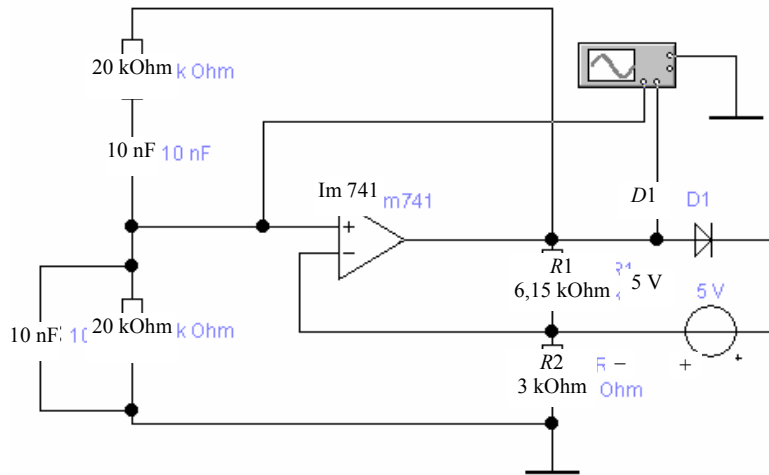 20 kOhm k Ohm
10 nF 10 nF
Im 741 m741
D1 D1
+
−
R1 5 V 5 V
6,15 kOhm
10 nF 10 20 kOhm k Ohm
R2 R −
3 kOhm Ohm
+ +